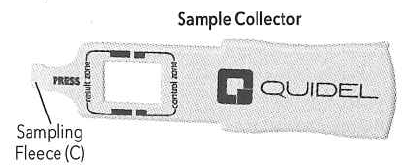 Sample Collector
PRESS
result zone
control zone
QUIDEL
Sampling
Fleece (C)